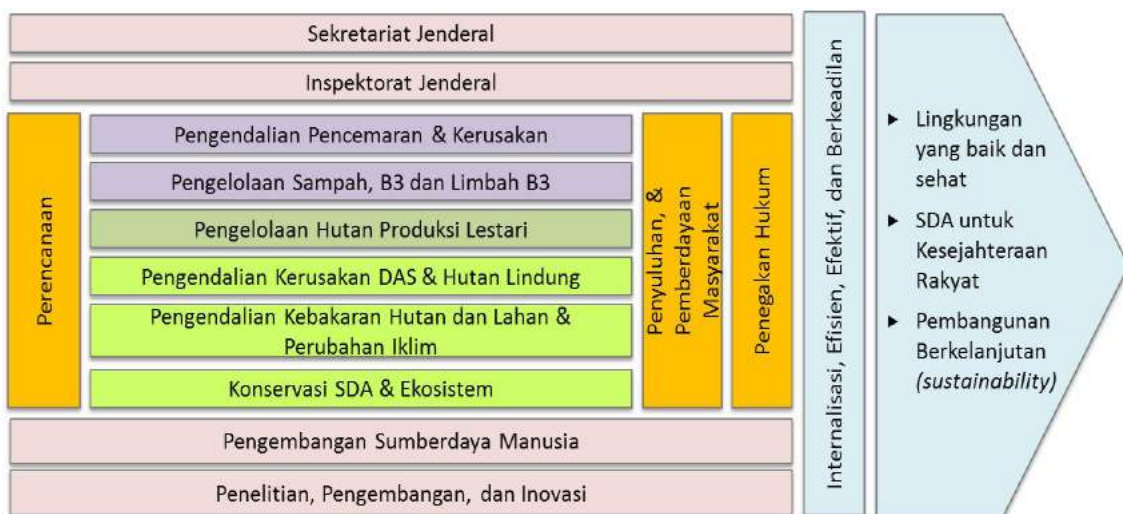 Sekretariat Jenderal
Inspektorat Jenderal
Perencanaan
Pengendalian Pencemaran & Kerusakan
Pengelolaan Sampah, B3 dan Limbah B3
Pengelolaan Hutan Produksi Lestari
Pengendalian Kerusakan DAS & Hutan Lindung
Pengendalian Kebakaran Hutan dan Lahan &
Perubahan Iklim
Konservasi SDA & Ekosistem
Penyuluhan, &
Pemberdayaan
Masyarakat
Penegakan Hukum
Pengembangan Sumberdaya Manusia
Penelitian, Pengembangan, dan Inovasi
Internalisasi, Efisien, Efektif, dan Berkeadilan
▸ Lingkungan
yang baik dan
sehat
▸ SDA untuk
Kesejahteraan
Rakyat
▸ Pembangunan
Berkelanjutan
(sustainability)